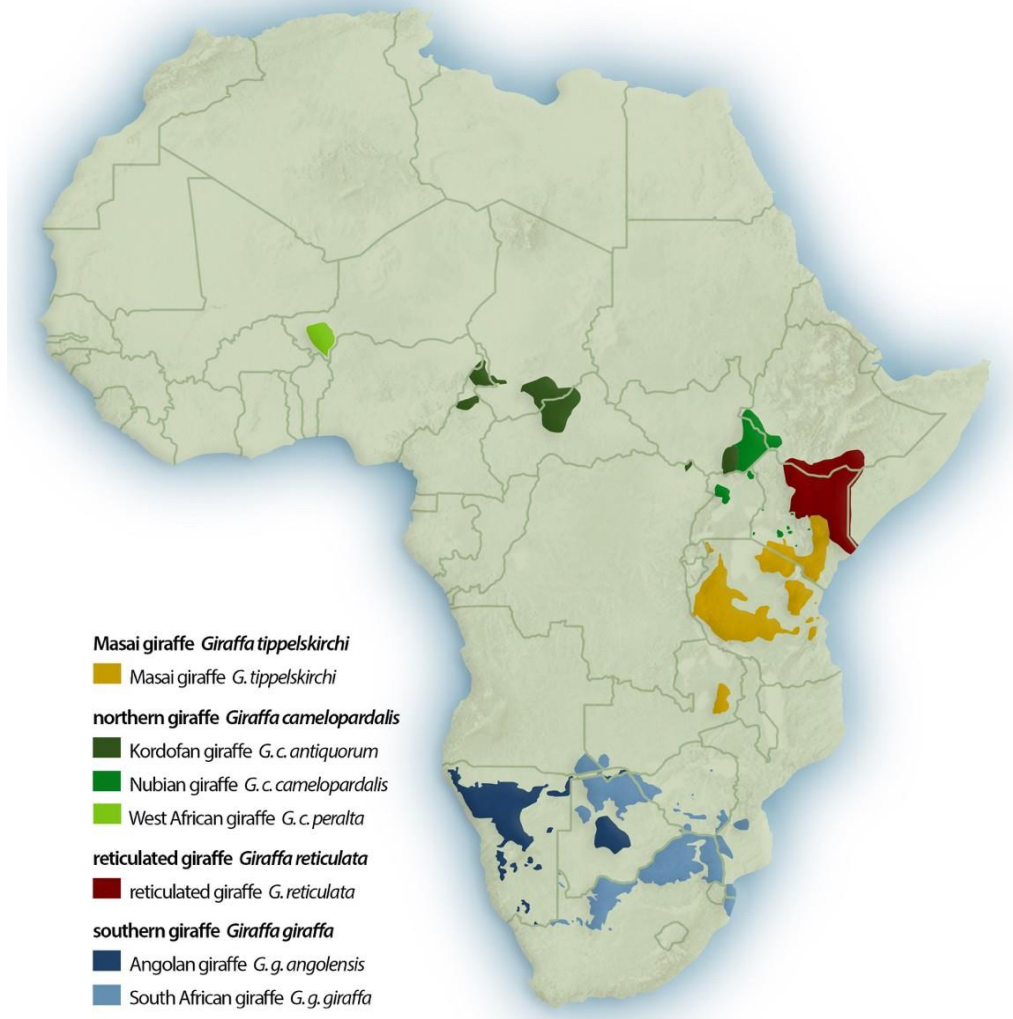 Masai giraffe Giraffa tippelskirchi
Masai giraffe G. tippelskirchi
northern giraffe Giraffa camelopardalis
Kordofan giraffe G. c. antiquorum
Nubian giraffe G. c. camelopardalis
West African giraffe G. c. peralta
reticulated giraffe Giraffa reticulata
reticulated giraffe G. reticulata
southern giraffe Giraffa giraffa
Angolan giraffe G. g. angolensis
South African giraffe G. g. giraffa